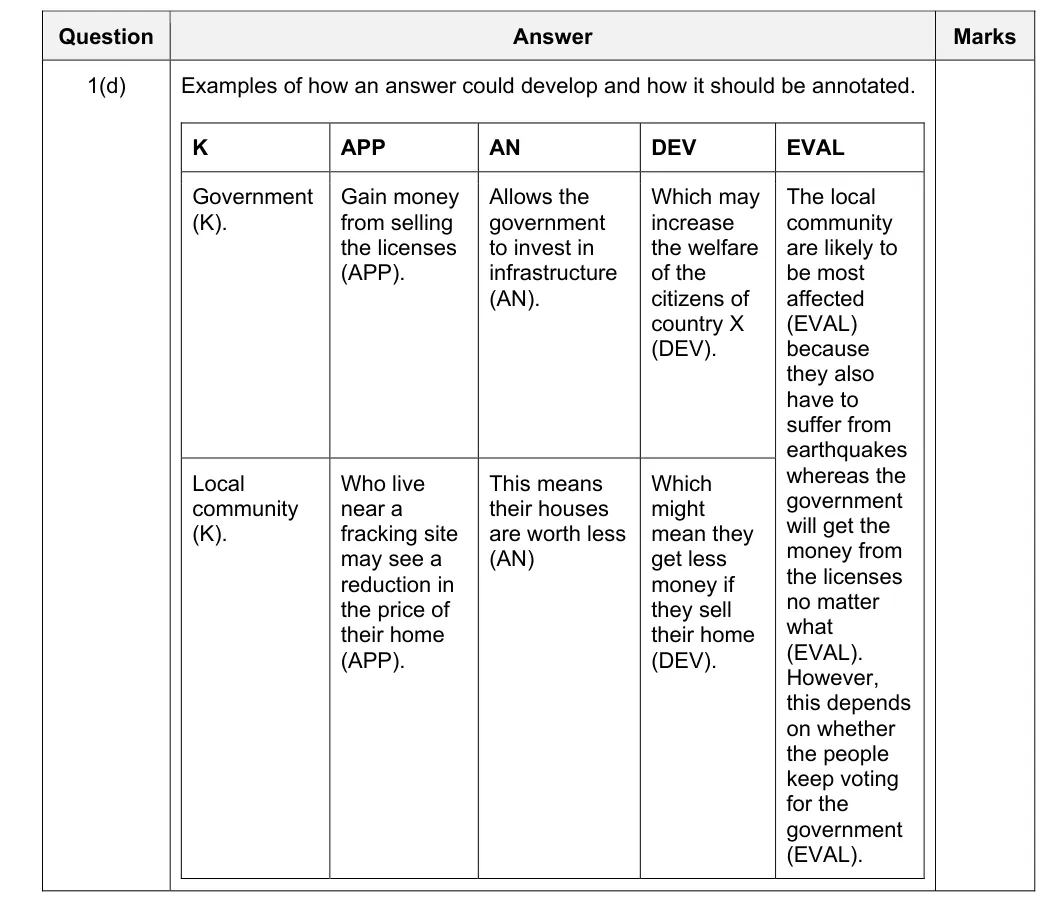 Question Answer Marks
1(d) Examples of how an answer could develop and how it should be annotated.
K APP AN DEV EVAL
Government
(K).
Gain money
from selling
the licenses
(APP).
Allows the
government
to invest in
infrastructure
(AN).
Which may
increase
the welfare
of the
citizens of
country X
(DEV).
The local
community
are likely to
be most
affected
(EVAL)
because
they also
have to
suffer from
earthquakes
whereas the
government
will get the
money from
the licenses
no matter
what
(EVAL).
However,
this depends
on whether
the people
keep voting
for the
government
(EVAL).
Local
community
(K).
Who live
near a
fracking site
may see a
reduction in
the price of
their home
(APP).
This means
their houses
are worth less
(AN)
Which
might
mean they
get less
money if
they sell
their home
(DEV).